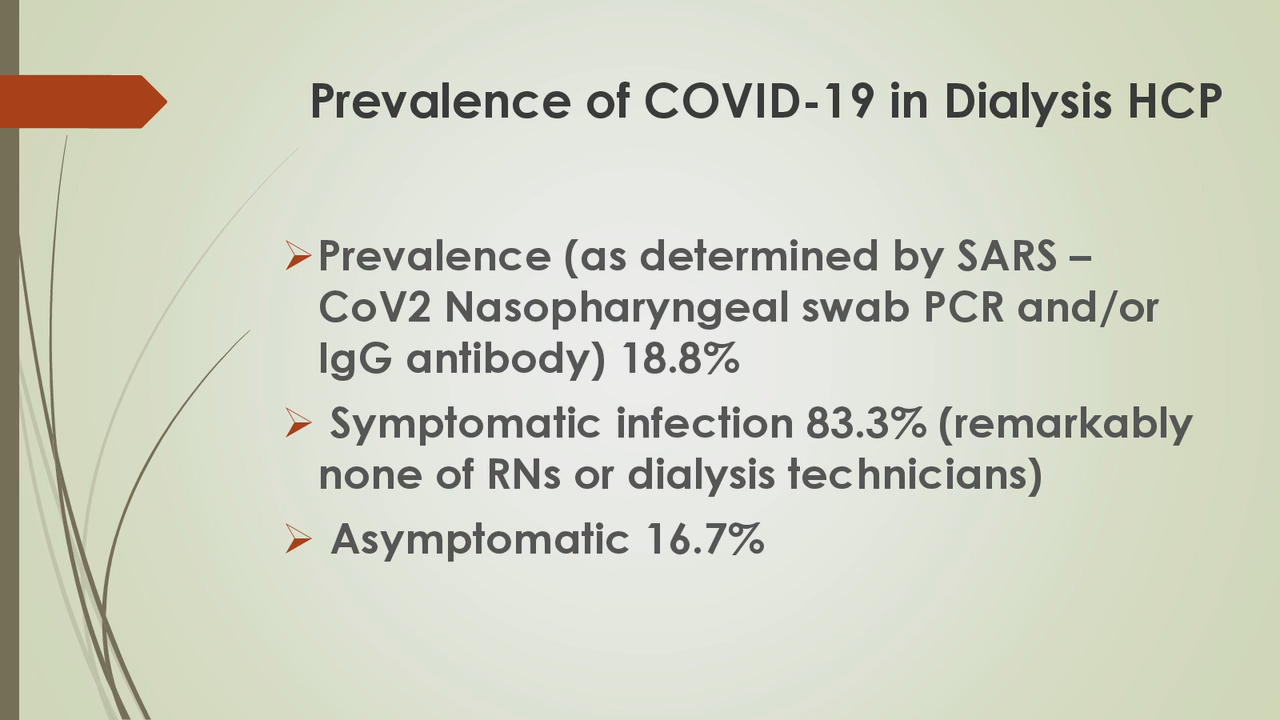 Prevalence of COVID-19 in Dialysis HCP
Prevalence (as determined by SARS –
CoV2 Nasopharyngeal swab PCR and/or
IgG antibody) 18.8%
Symptomatic infection 83.3% (remarkably
none of RNs or dialysis technicians)
Asymptomatic 16.7%